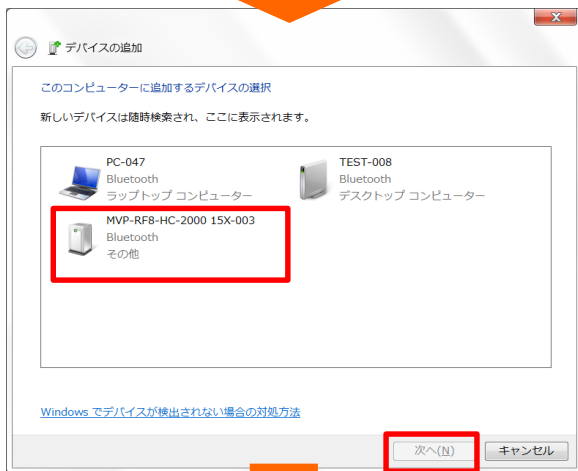 デバイスの追加
このコンピューターに追加するデバイスの選択
新しいデバイスは随時検索され、ここに表示されます。
PC-047
Bluetooth
ラップトップ コンピューター
TEST-008
Bluetooth
デスクトップ コンピューター
MVP-RF8-HC-2000 15X-003
Bluetooth
その他
Windows でデバイスが検出されない場合の対処方法
次へ(N)
キャンセル